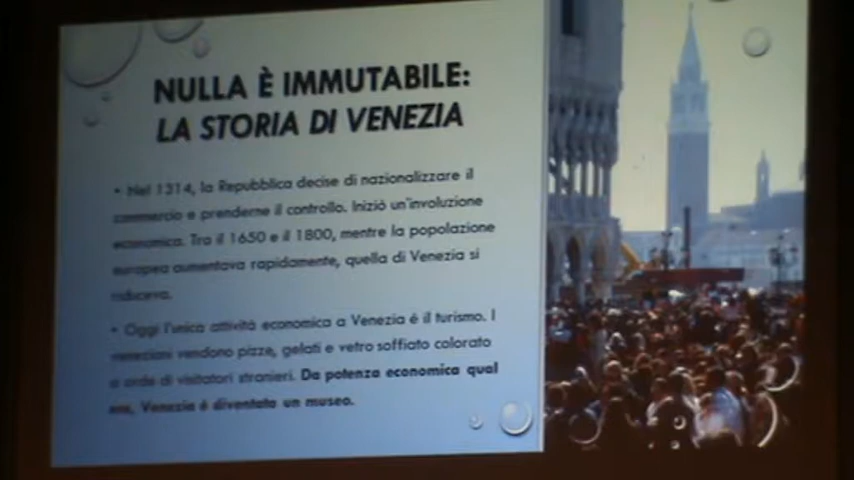 NULLA È IMMUTABILE:
LA STORIA DI VENEZIA
• Nel 1314, la Repubblica decise di nazionalizzare il
commercio e prenderne il controllo. Iniziò un'involuzione
economica. Tra il 1650 e il 1800, mentre la popolazione
europea aumentava rapidamente, quella di Venezia si
riduceva.
• Oggi l'unica attività economica a Venezia é il turismo. I
veneziani vendono pizze, gelati e vetro soffiato colorato
a orde di visitatori stranieri. Da potenza economica qual
era, Venezia é diventata un museo.